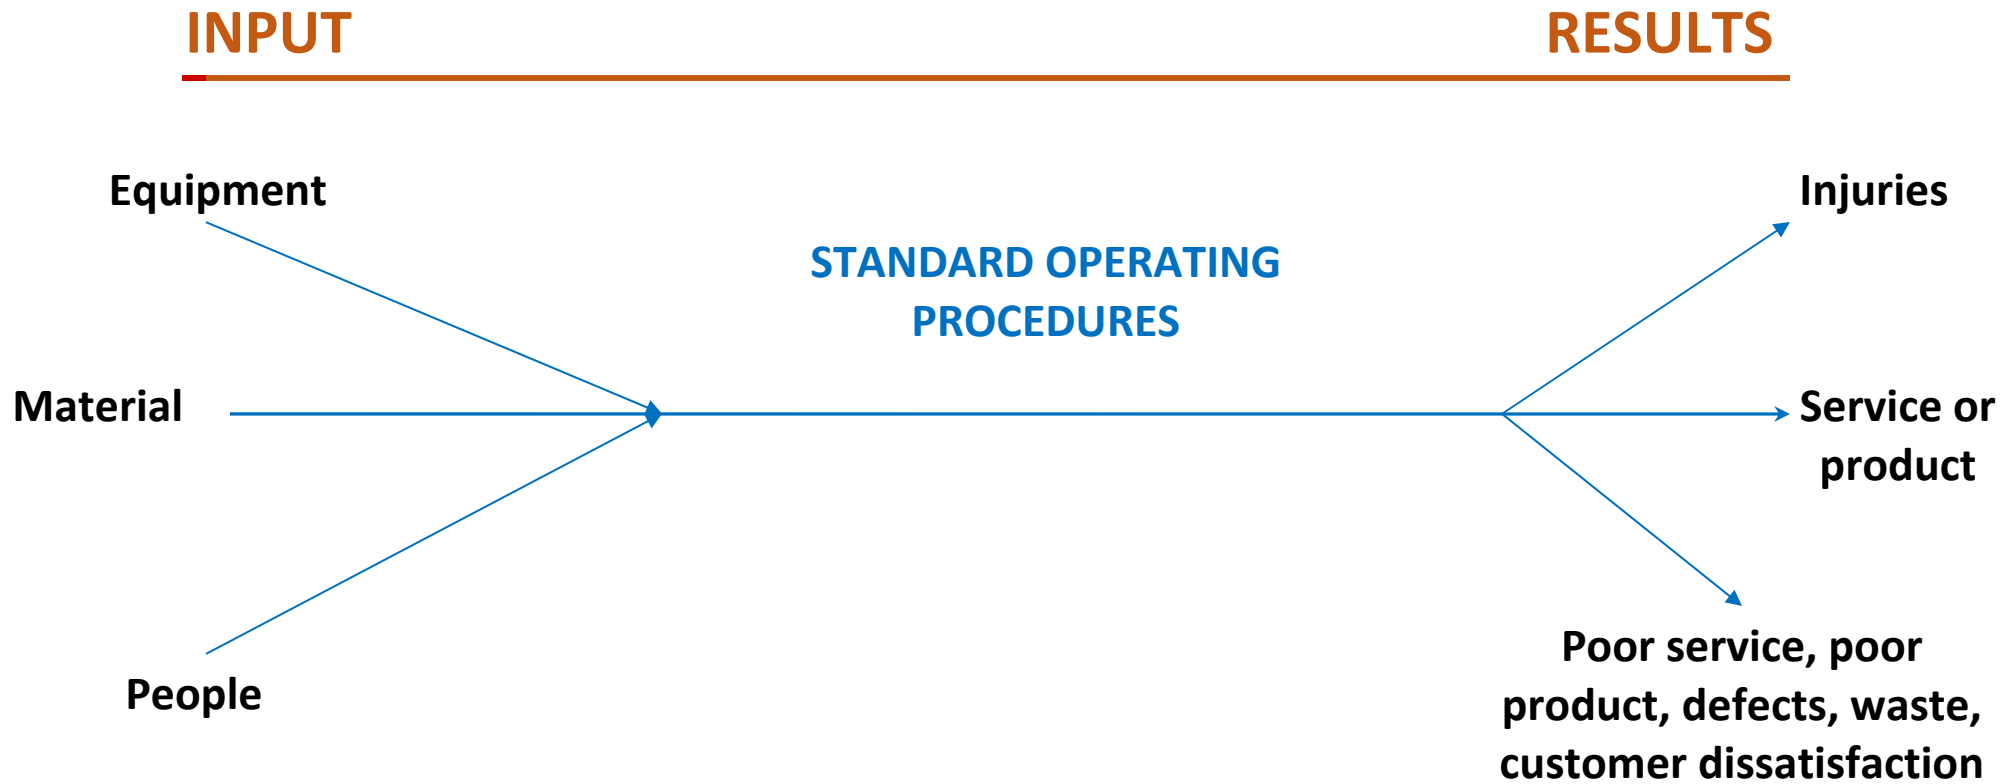 INPUT
RESULTS
Equipment
Injuries
STANDARD OPERATING
PROCEDURES
Material
Service or
product
People
Poor service, poor
product, defects, waste,
customer dissatisfaction